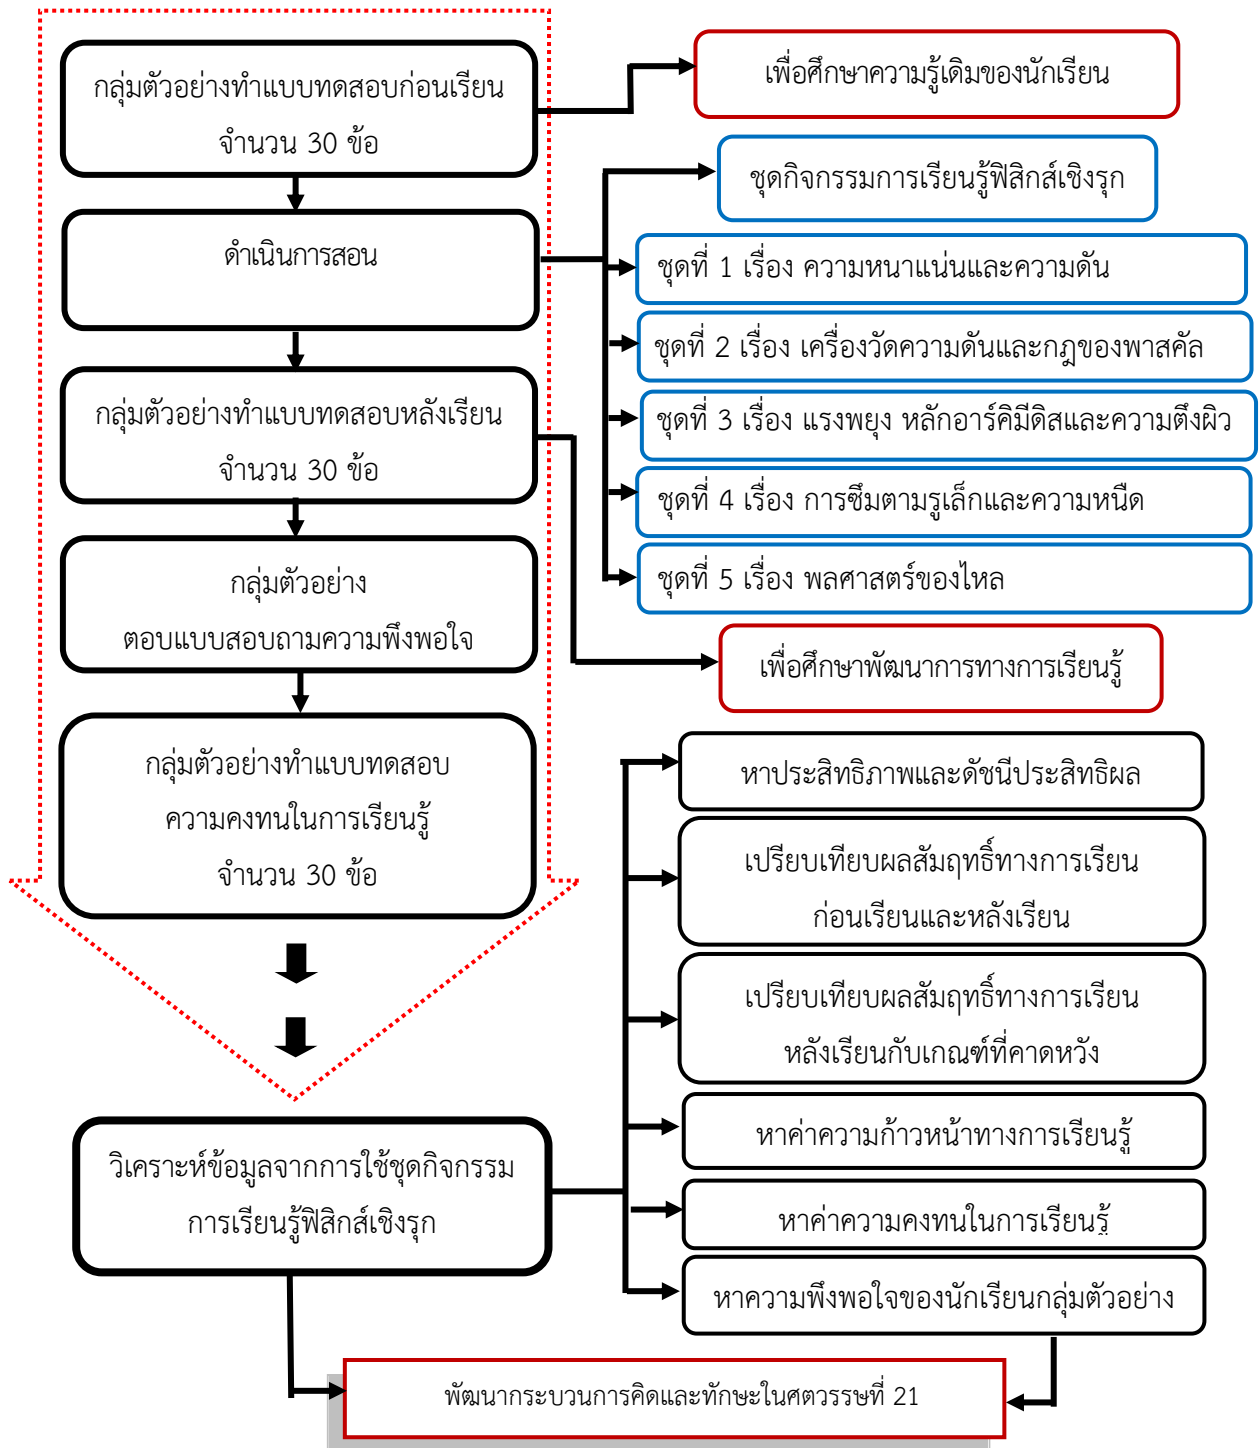 กลุ่มตัวอย่างทำแบบทดสอบก่อนเรียน
จำนวน 30 ข้อ
เพื่อศึกษาความรู้เดิมของนักเรียน
ดำเนินการสอน
ชุดกิจกรรมการเรียนรู้ฟิสิกส์เชิงรุก
ชุดที่ 1 เรื่อง ความหนาแน่นและความดัน
ชุดที่ 2 เรื่อง เครื่องวัดความดันและกฎของพาสคัล
ชุดที่ 3 เรื่อง แรงพยุง หลักอาร์คิมีดิสและความตึงผิว
ชุดที่ 4 เรื่อง การซึมตามรูเล็กและความหนืด
ชุดที่ 5 เรื่อง พลศาสตร์ของไหล
กลุ่มตัวอย่างทำแบบทดสอบหลังเรียน
จำนวน 30 ข้อ
เพื่อศึกษาพัฒนาการทางการเรียนรู้
กลุ่มตัวอย่าง
ตอบแบบสอบถามความพึงพอใจ
กลุ่มตัวอย่างทำแบบทดสอบ
ความคงทนในการเรียนรู้
จำนวน 30 ข้อ
วิเคราะห์ข้อมูลจากการใช้ชุดกิจกรรม
การเรียนรู้ฟิสิกส์เชิงรุก
หาประสิทธิภาพและดัชนีประสิทธิผล
เปรียบเทียบผลสัมฤทธิ์ทางการเรียน
ก่อนเรียนและหลังเรียน
เปรียบเทียบผลสัมฤทธิ์ทางการเรียน
หลังเรียนกับเกณฑ์ที่คาดหวัง
หาค่าความก้าวหน้าทางการเรียนรู้
หาค่าความคงทนในการเรียนรู้
หาความพึงพอใจของนักเรียนกลุ่มตัวอย่าง
พัฒนากระบวนการคิดและทักษะในศตวรรษที่ 21